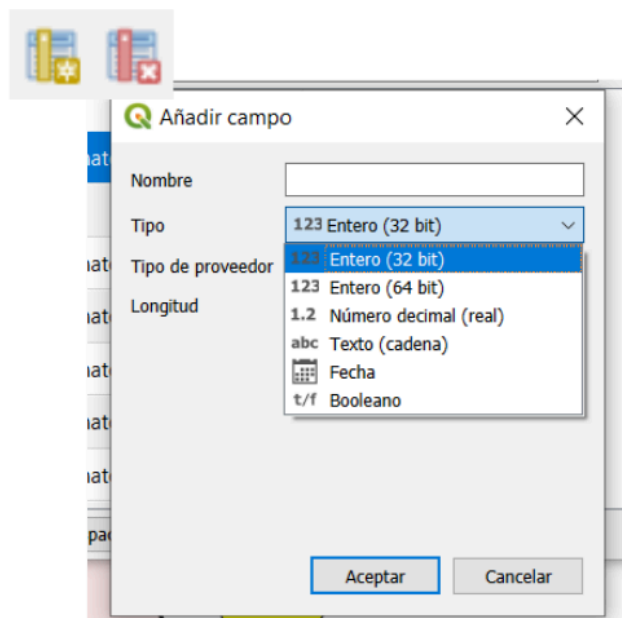 Añadir campo
Nombre
Tipo
123 Entero (32 bit)
Tipo de proveedor
123 Entero (32 bit)
123 Entero (64 bit)
Longitud
1.2 Número decimal (real)
abc Texto (cadena)
Fecha
t/f Booleano
Aceptar
Cancelar